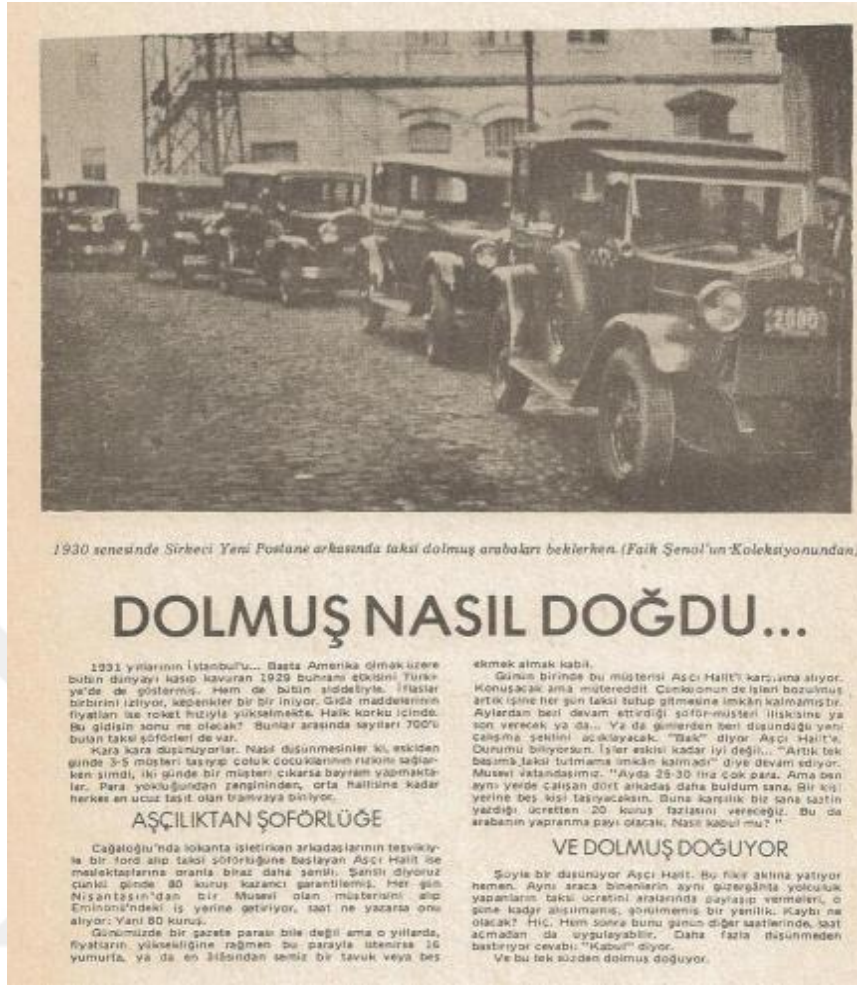 2000
1930 senesinde Sirkeci Yeni Postane arkasında taksi dolmuş arabaları beklerken. (Faik Şenol'un Koleksiyonundan)
DOLMUŞ NASIL DOĞDU...
1931 yıllarının İstanbul'u... Başta Amerika olmak üzere
bütün dünyayı kasıp kavuran 1929 buhranı etkisini Türki-
ye'de de göstermiş. Hem de bütün şiddetiyle. İflaslar
birbirini izliyor, kepenkler bir bir iniyor. Gıda maddelerinin
fiyatları ise roket hızıyla yükselmekte. Halk korku içinde.
Bu gidişin sonu ne olacak? Bunlar arasında sayıları 700'ü
bulan taksi şoförleri de var.
Kara kara düşünüyorlar. Nasıl düşünmesinler ki, eskiden
günde 3-5 müşteri taşıyıp çoluk çocuklarının rızkını sağlar-
ken şimdi, iki günde bir müşteri çıkarsa bayram yapmakta-
lar. Para yokluğundan zengininden, orta hallisine kadar
herkes en ucuz taşıt olan tramvaya biniyor.
AŞÇILIKTAN ŞOFÖRLÜĞE
Cağaloğlu'nda lokanta işletirken arkadaşlarının teşvikiy-
le bir ford alıp taksi şöförlüğüne başlayan Aşçı Halit ise
meslektaşlarına oranla biraz daha şanslı. Şanslı diyoruz
çünkü günde 80 kuruş kazancı garantilemiş. Her gün
Nişantaşın'dan bir Musevi olan müşterisini alıp
Eminönü'ndeki iş yerine getiriyor, saat ne yazarsa onu
alıyor: Yani 80 kuruş.
Günümüzde bir gazete parası bile değil ama o yıllarda,
fiyatların yüksekliğine rağmen bu parayla istenirse 16
yumurta, ya da en âlâsından semiz bir tavuk veya beş
ekmek almak kabil.
Günün birinde bu müşterisi Aşçı Halit'i karşısına alıyor.
Konuşacak ama mütereddit. Çünkü onun de işleri bozulmuş
artık işine her gün taksi tutup gitmesine imkân kalmamıştır.
Aylardan beri devam ettirdiği şoför-müşteri ilişkisine ya
son verecek ya da... Ya da günlerden beri düşündüğü yeni
çalışma şeklini açıklayacak. "Bak" diyor Aşçı Halit'e,
Durumu biliyorsun. İşler eskisi kadar iyi değil... "Artık tek
başıma taksi tutmama imkân kalmadı" diye devam ediyor.
Musevi vatandaşımız. "Ayda 25-30 lira çok para. Ama ben
aynı yerde çalışan dört arkadaş daha buldum sana. Bir kişi
yerine beş kişi taşıyacaksın. Buna karşılık biz sana saatin
yazdığı ücretten 20 kuruş fazlasını vereceğiz. Bu da
arabanın yapranma payı olacak. Nasıl kabul mu? "
VE DOLMUŞ DOĞUYOR
Şöyle bir düşünüyor Aşçı Halit. Bu fikir aklına yatıyor
hemen. Aynı araca binenlerin aynı güzergâhta yolculuk
yapanların taksi ücretini aralarında paylaşıp vermeleri, o
güne kadar alışılmamış, görülmemiş bir yenilik. Kaybı ne
olacak? Hiç. Hem sonra bunu günün diğer saatlerinde, saat
açmadan da uygulayabilir. Daha fazla düşünmeden
bastırıyor cevabı: "Kabul" diyor.
Ve bu tek sözden dolmuş doğuyor.